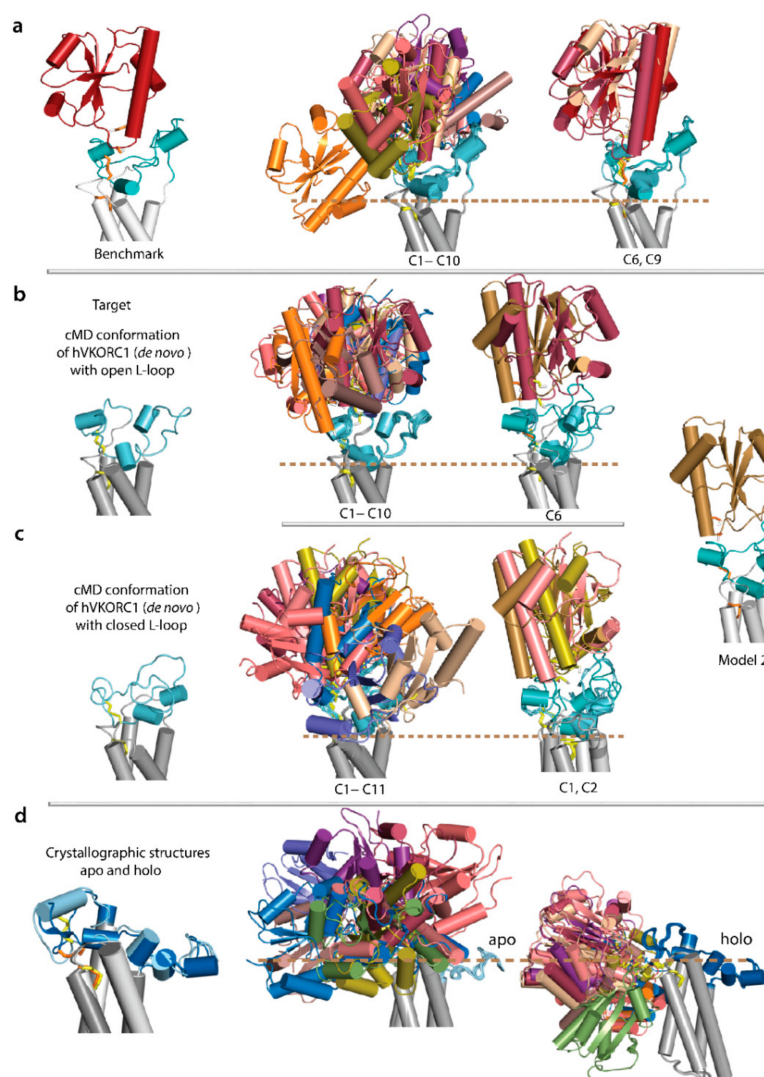 a
Benchmark
C1– C10
C6, C9
b
Target
cMD conformation
of hVKORC1 (de novo )
with open L-loop
C1– C10
C6
c
cMD conformation
of hVKORC1 (de novo )
with closed L-loop
Model 2
C1– C11
C1, C2
d
Crystallographic structures
apo and holo
apo
holo